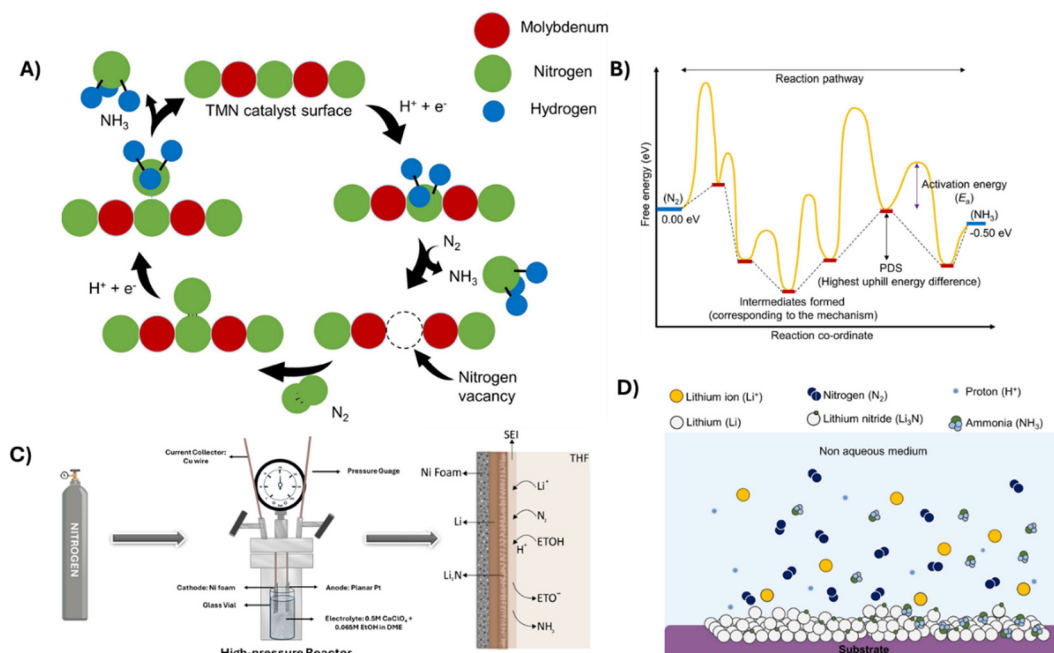 A)
Molybdenum
Nitrogen
Hydrogen
NH₃
TMN catalyst surface
H⁺ + e⁻
N₂
NH₃
H⁺ + e⁻
Nitrogen
vacancy
N₂
B)
Reaction pathway
Free energy (eV)
(N₂)
0.00 eV
Activation energy
(Eₐ)
(NH₃)
-0.50 eV
PDS
(Highest uphill energy difference)
Intermediates formed
(corresponding to the mechanism)
Reaction co-ordinate
C)
NITROGEN
Current Collector:
Cu wire
Pressure Guage
Cathode: Ni foam
Anode: Planar Pt
Glass Vial
Electrolyte: 0.5M CaClO₄ +
0.065M EtOH in DME
High-pressure Reactor
SEI
THF
Ni Foam
Li⁺
Li
N₂
ETOH
H⁺
Li₃N
ETO⁻
NH₃
D)
Lithium ion (Li⁺)
Nitrogen (N₂)
Proton (H⁺)
Lithium (Li)
Lithium nitride (Li₃N)
Ammonia (NH₃)
Non aqueous medium
Substrate